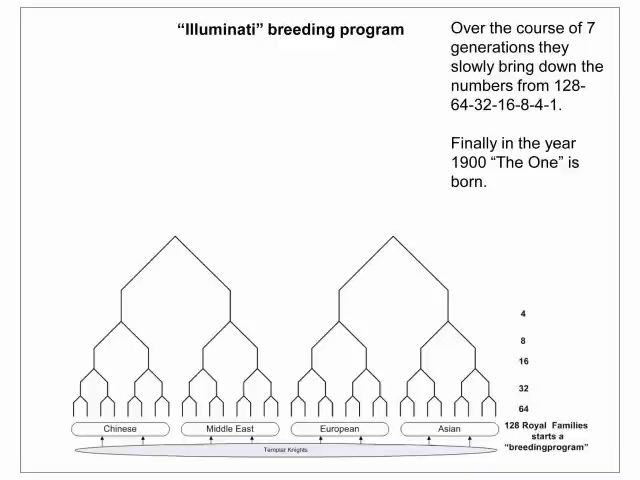 “Illuminati” breeding program
Over the course of 7
generations they
slowly bring down the
numbers from 128-
64-32-16-8-4-1.
Finally in the year
1900 “The One” is
born.
4
8
16
32
64
Chinese
Middle East
European
Asian
128 Royal Families
starts a
“breedingprogram”
Templar Knights